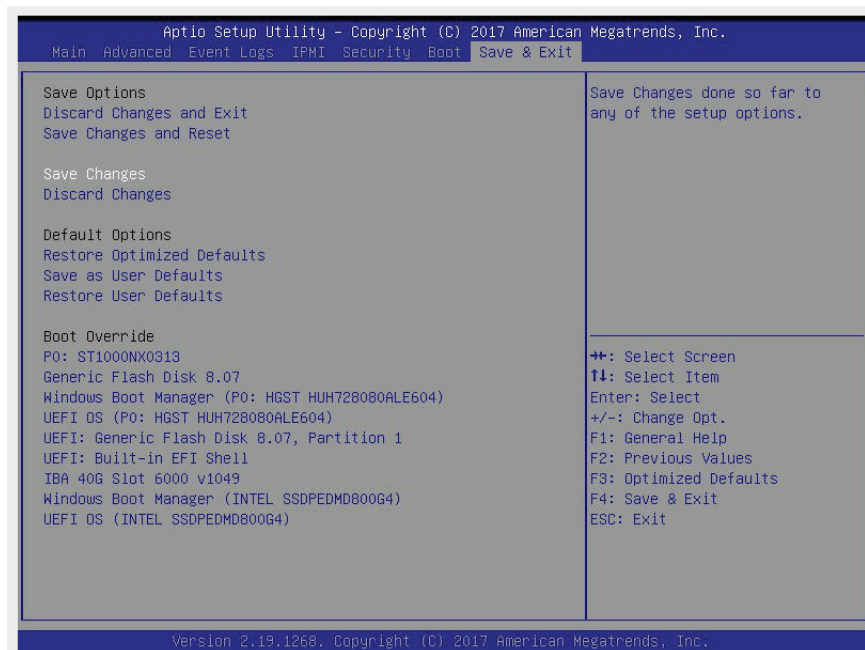 Aptio Setup Utility – Copyright (C) 2017 American Megatrends, Inc.
Main Advanced Event Logs IPMI Security Boot Save & Exit
Save Options
Discard Changes and Exit
Save Changes and Reset
Save Changes
Discard Changes
Default Options
Restore Optimized Defaults
Save as User Defaults
Restore User Defaults
Boot Override
P0: ST1000NX0313
Generic Flash Disk 8.07
Windows Boot Manager (P0: HGST HUH728080ALE604)
UEFI OS (P0: HGST HUH728080ALE604)
UEFI: Generic Flash Disk 8.07, Partition 1
UEFI: Built-in EFI Shell
IBA 40G Slot 6000 v1049
Windows Boot Manager (INTEL SSDPEDMD800G4)
UEFI OS (INTEL SSDPEDMD800G4)
Save Changes done so far to
any of the setup options.
→←: Select Screen
↑↓: Select Item
Enter: Select
+/-: Change Opt.
F1: General Help
F2: Previous Values
F3: Optimized Defaults
F4: Save & Exit
ESC: Exit
Version 2.19.1268. Copyright (C) 2017 American Megatrends, Inc.